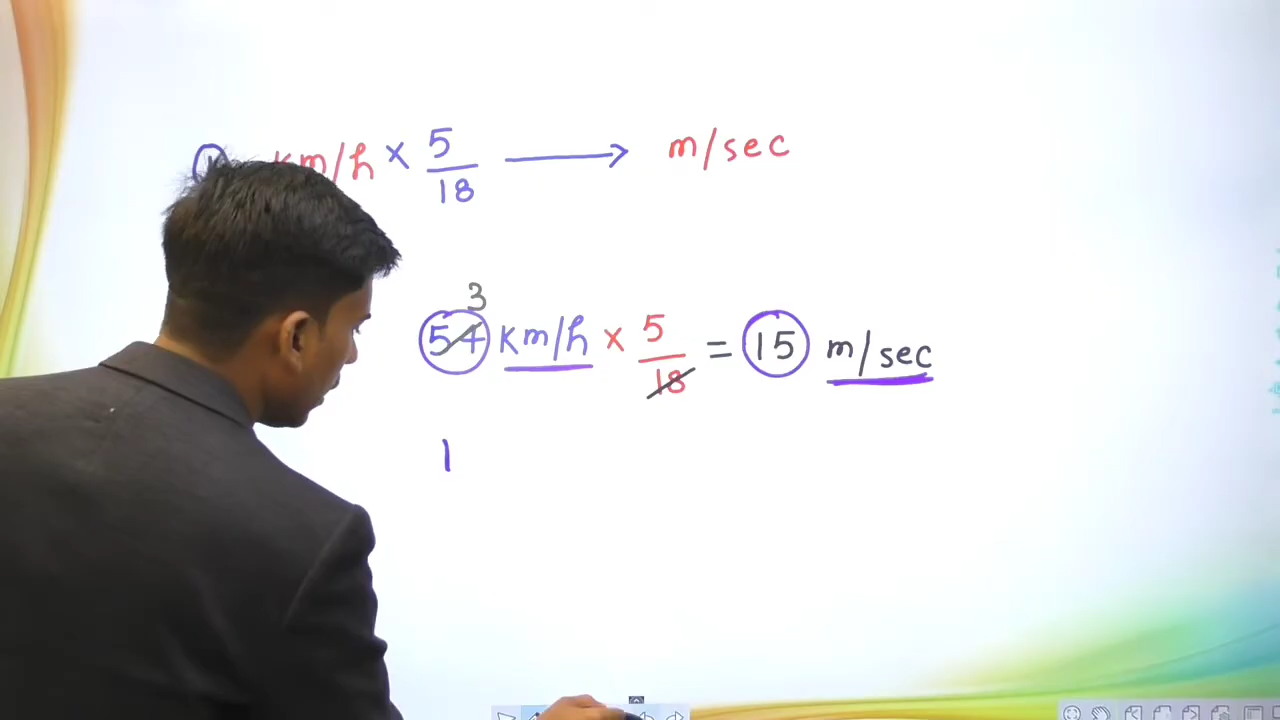 km/h × 5/18 ⟶ m/sec
3
54 km/h × 5/18 = 15 m/sec
1